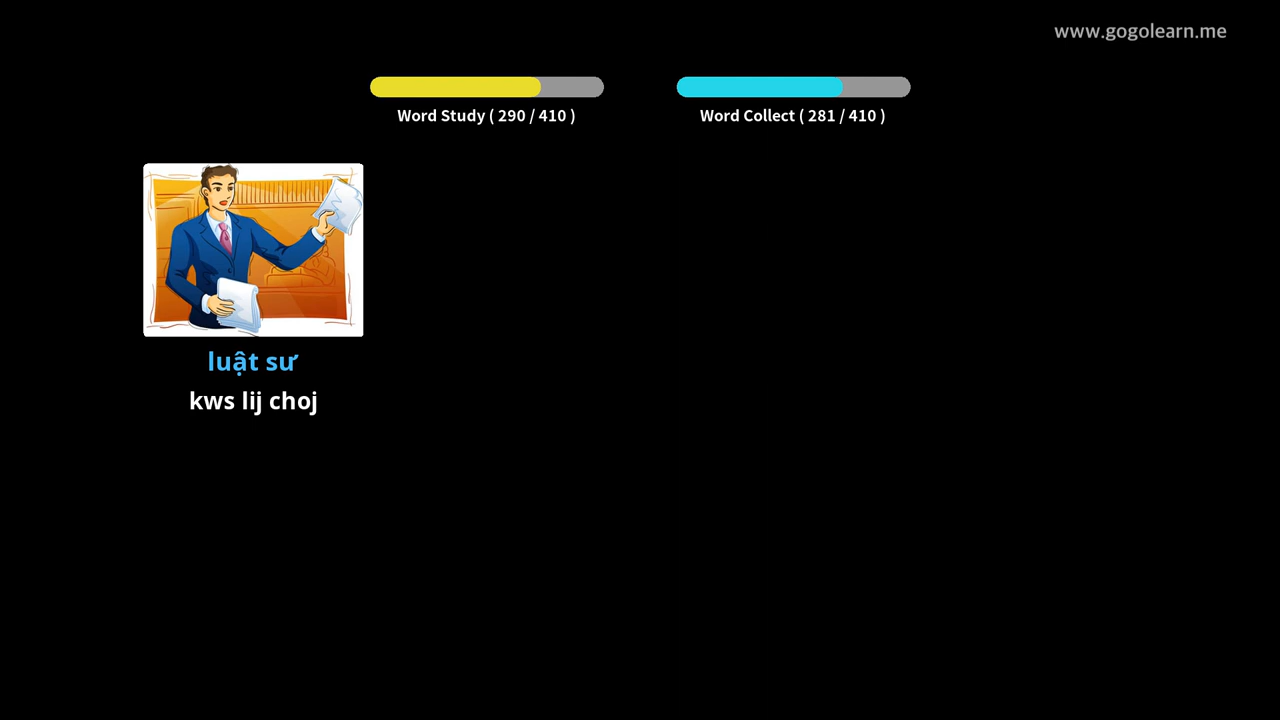 www.gogolearn.me
Word Study ( 290 / 410 )
Word Collect ( 281 / 410 )
luật sư
kws lij choj